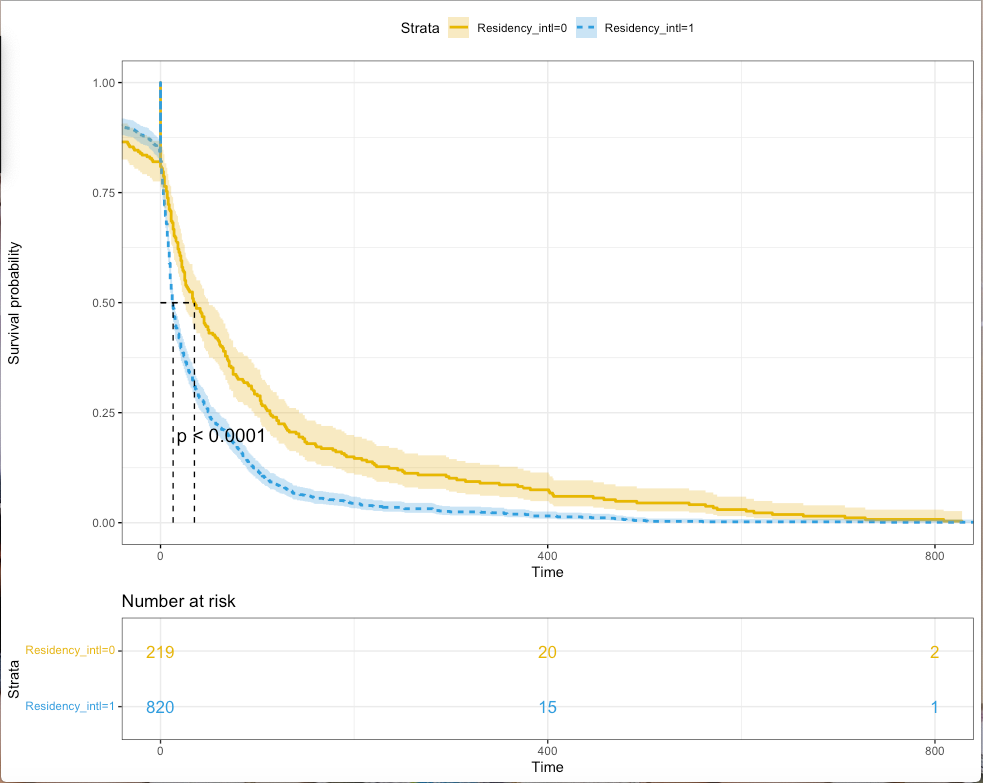 Strata Residency_intl=0 Residency_intl=1
Survival probability
1.00
0.75
0.50
0.25
0.00
p < 0.0001
0 400 800
Time
Number at risk
Strata
Residency_intl=0 219 20 2
Residency_intl=1 820 15 1
0 400 800
Time